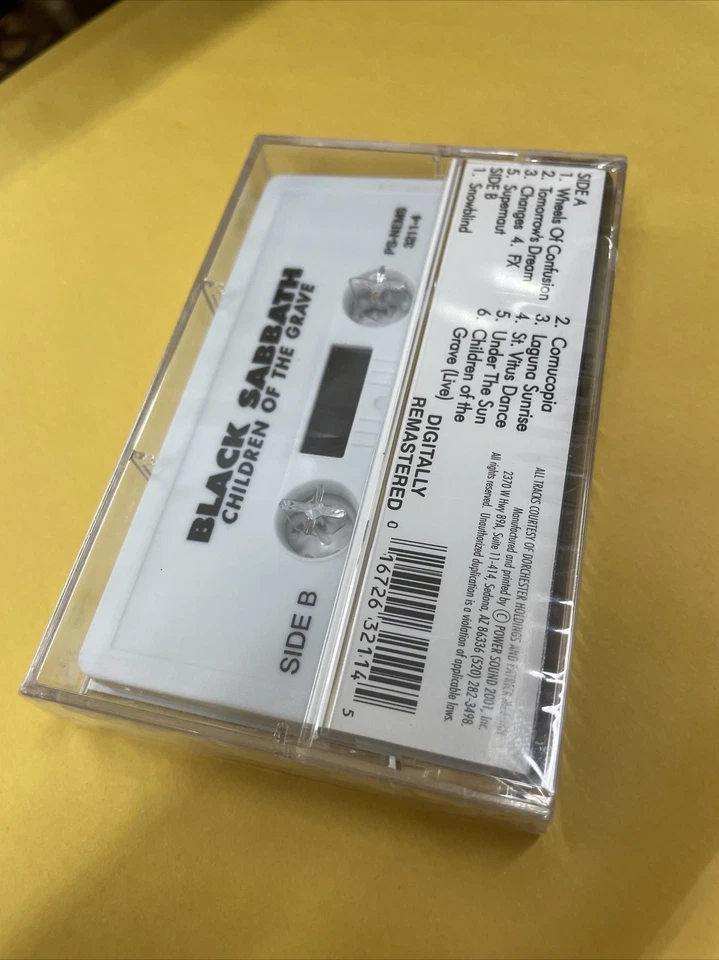 SIDE A
1. Wheels Of Confusion
2. Tomorrow's Dream
3. Changes 4. FX
5. Supernaut
SIDE B
1. Snowblind
2. Cornucopia
3. Laguna Sunrise
4. St. Vitus Dance
5. Under The Sun
6. Children of the
Grave (Live)
DIGITALLY
REMASTERED
ALL TRACKS COURTESY OF DORCHESTER HOLDINGS AND PATRICK
Manufactured and printed by © POWER SOUND 2001, Inc.
2370 W Hwy 89A, Suite 11-414, Sedona, AZ 86336 (520) 282-3498.
All rights reserved. Unauthorized duplication is a violation of applicable laws.
0 16726 32114 5
PS-NEMS
3211-4
BLACK SABBATH
CHILDREN OF THE GRAVE
SIDE B